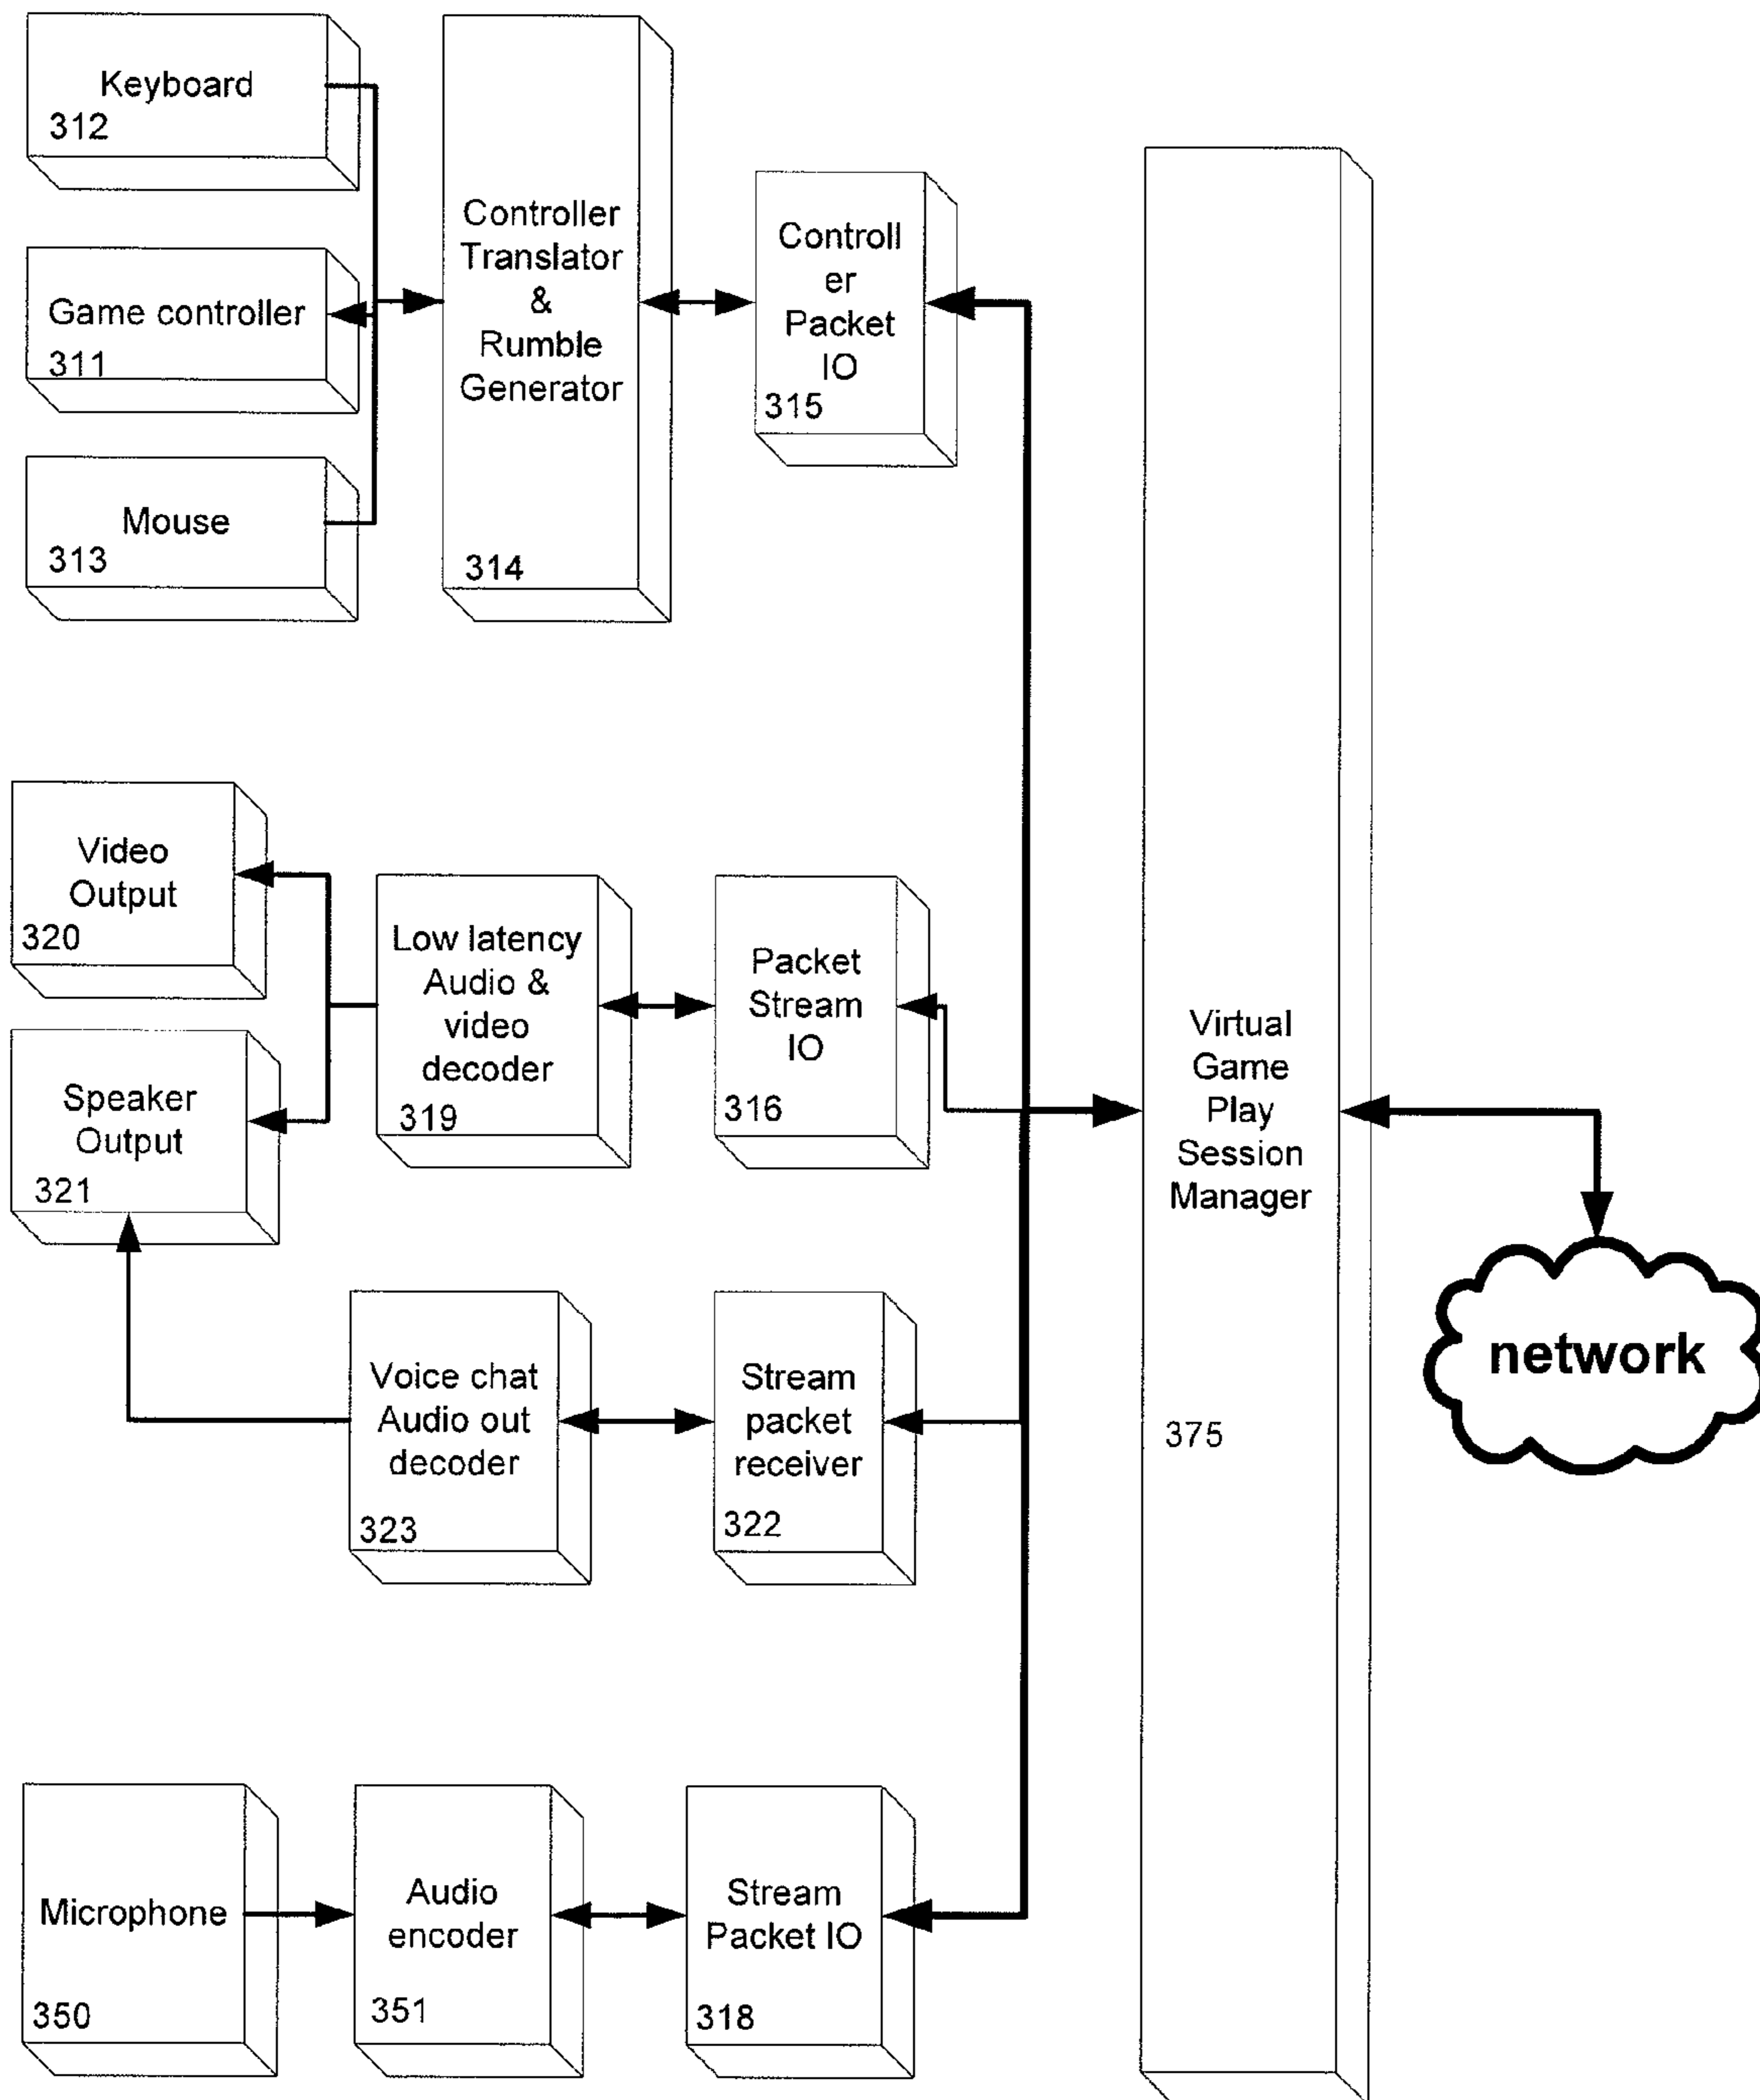 Keyboard
312
Game controller
311
Mouse
313
Controller
Translator
&
Rumble
Generator
314
Controll
er
Packet
IO
315
Video
Output
320
Speaker
Output
321
Low latency
Audio &
video
decoder
319
Packet
Stream
IO
316
Voice chat
Audio out
decoder
323
Stream
packet
receiver
322
Microphone
350
Audio
encoder
351
Stream
Packet IO
318
Virtual
Game
Play
Session
Manager
375
network